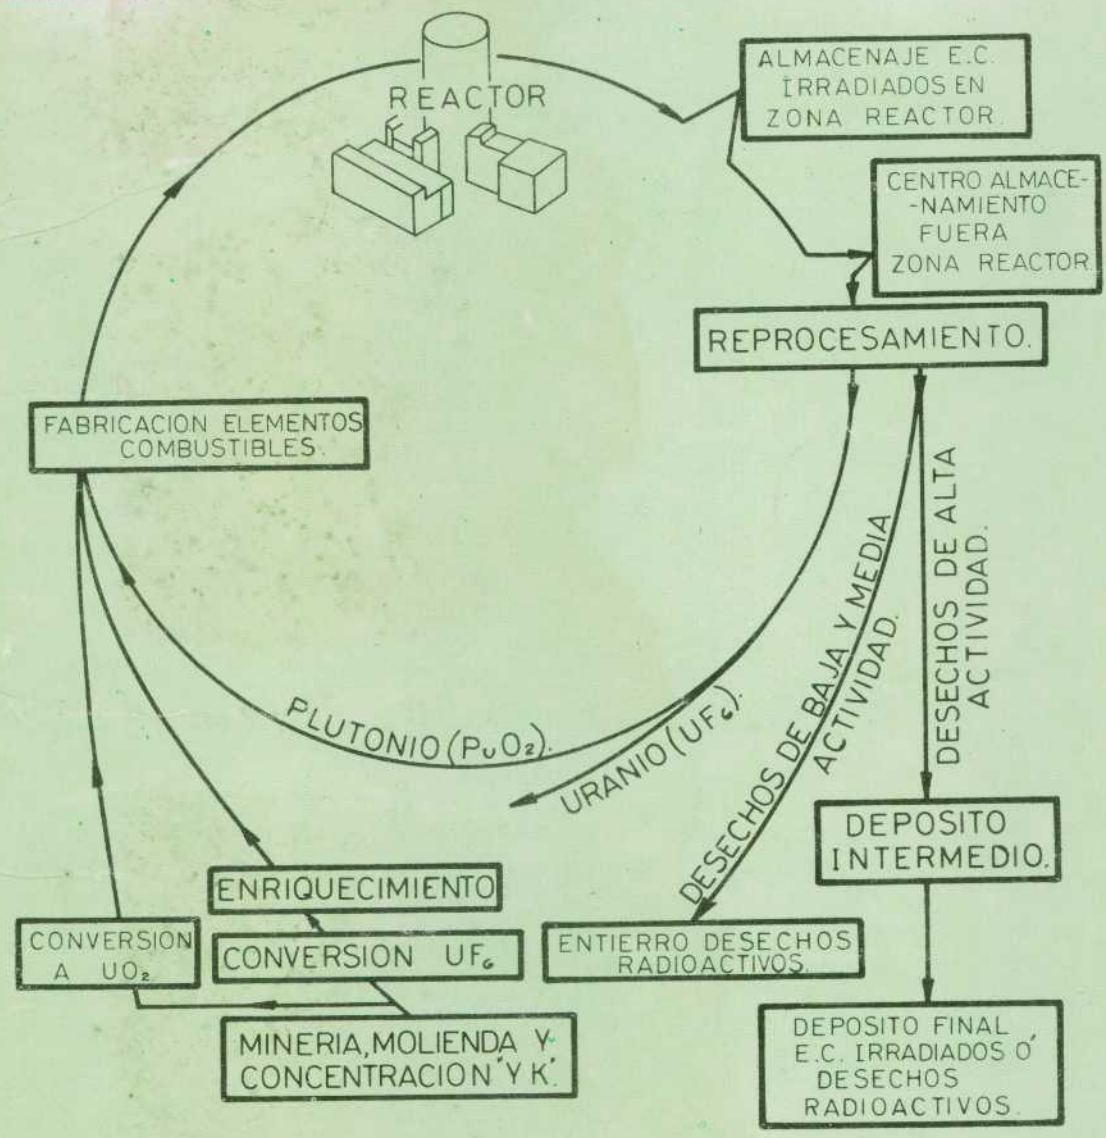 REACTOR
ALMACENAJE E.C.
IRRADIADOS EN
ZONA REACTOR.
CENTRO ALMACE-
-NAMIENTO
FUERA
ZONA REACTOR.
REPROCESAMIENTO.
FABRICACION ELEMENTOS
COMBUSTIBLES.
DESECHOS DE ALTA
ACTIVIDAD.
DESECHOS DE BAJA Y MEDIA
ACTIVIDAD.
PLUTONIO (PuO₂).
URANIO (UF₆).
DEPOSITO
INTERMEDIO.
ENRIQUECIMIENTO
CONVERSION
A UO₂
CONVERSION UF₆
ENTIERRO DESECHOS
RADIOACTIVOS.
MINERIA, MOLIENDA Y
CONCENTRACION "YK".
DEPOSITO FINAL
E.C. IRRADIADOS Ó
DESECHOS
RADIOACTIVOS.